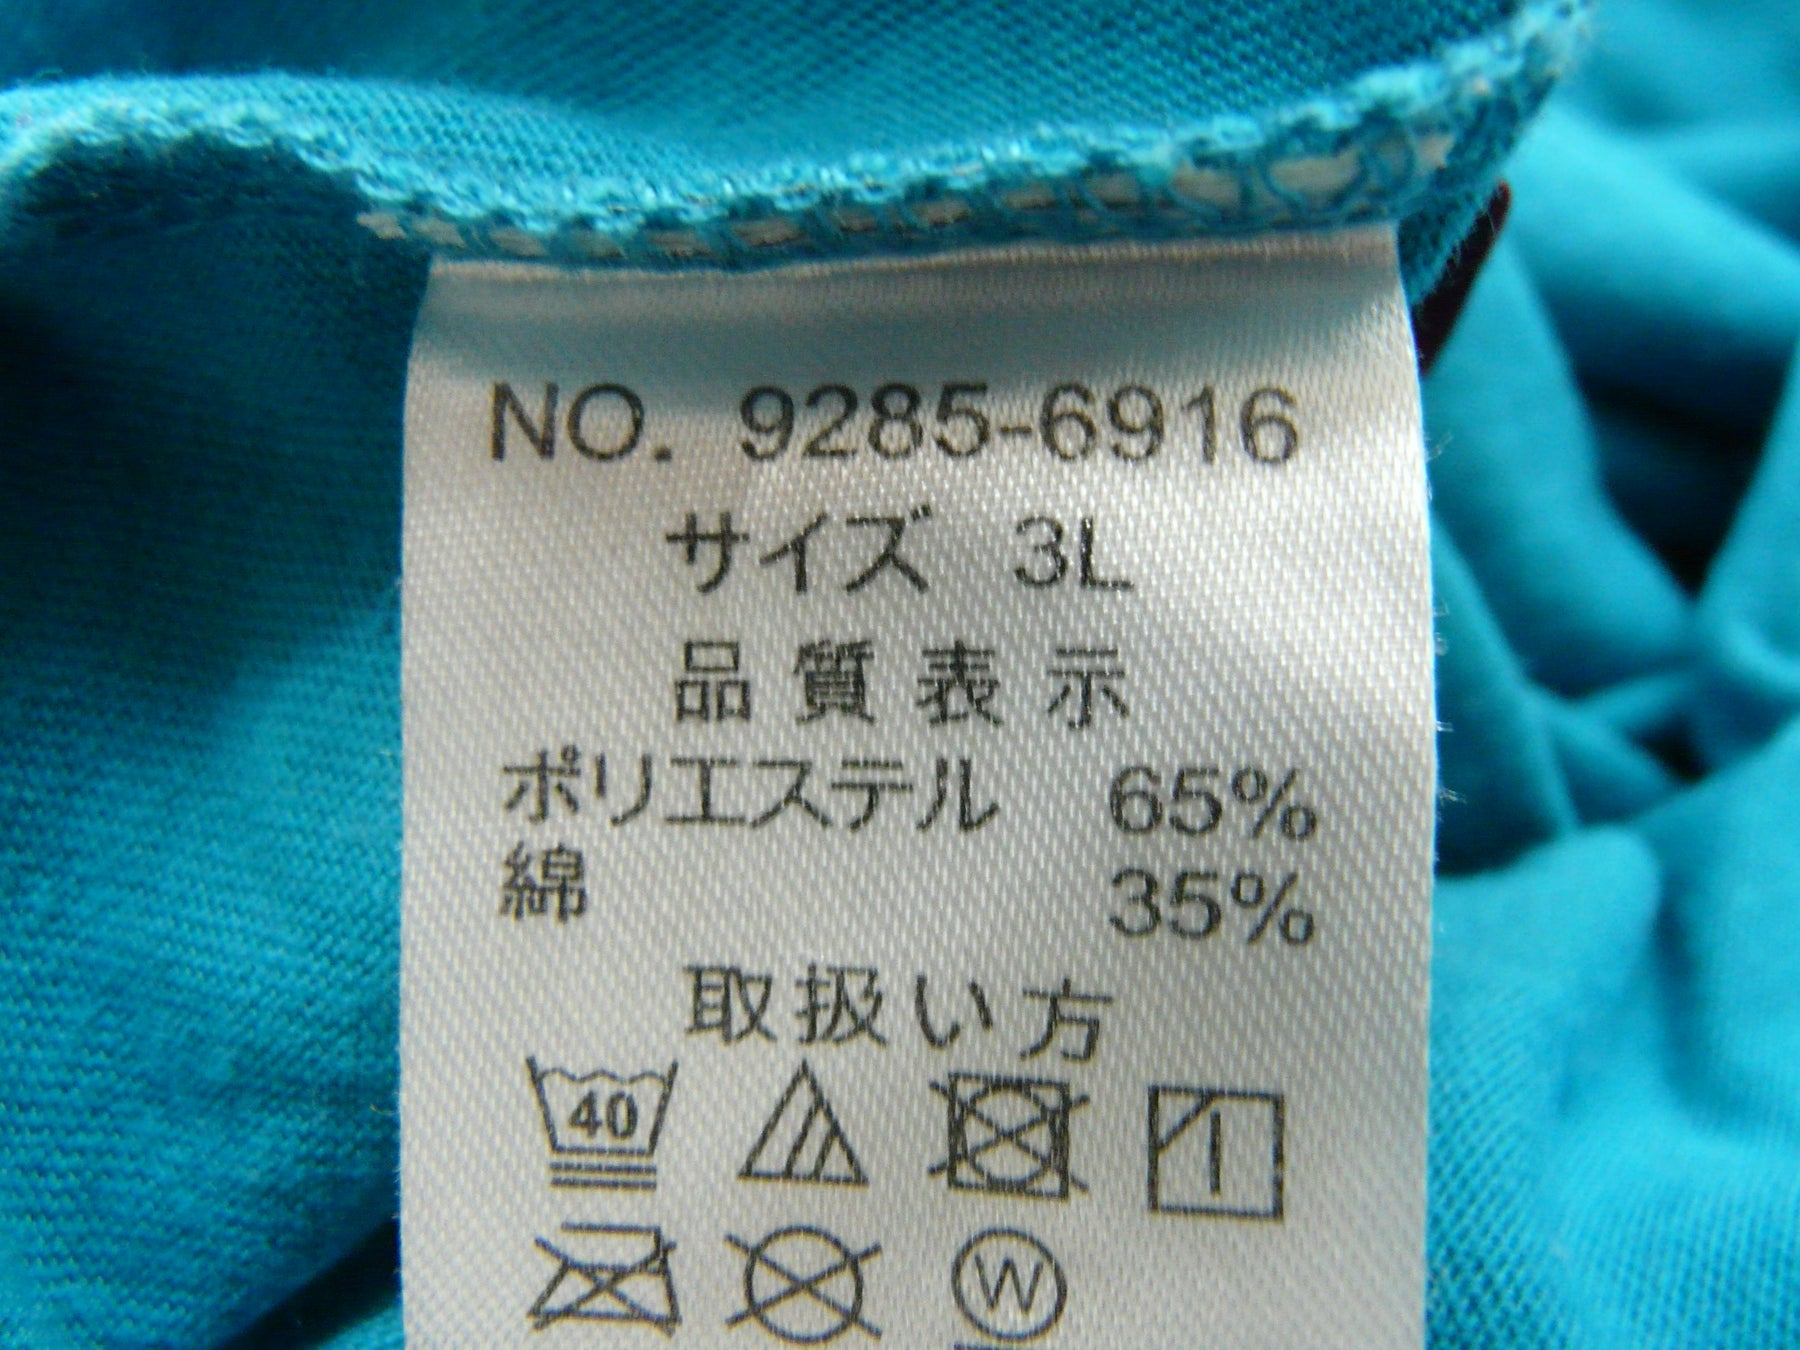 NO. 9285-6916
サイズ 3L
品質表示
ポリエステル 65%
綿 35%
取扱い方
40
W